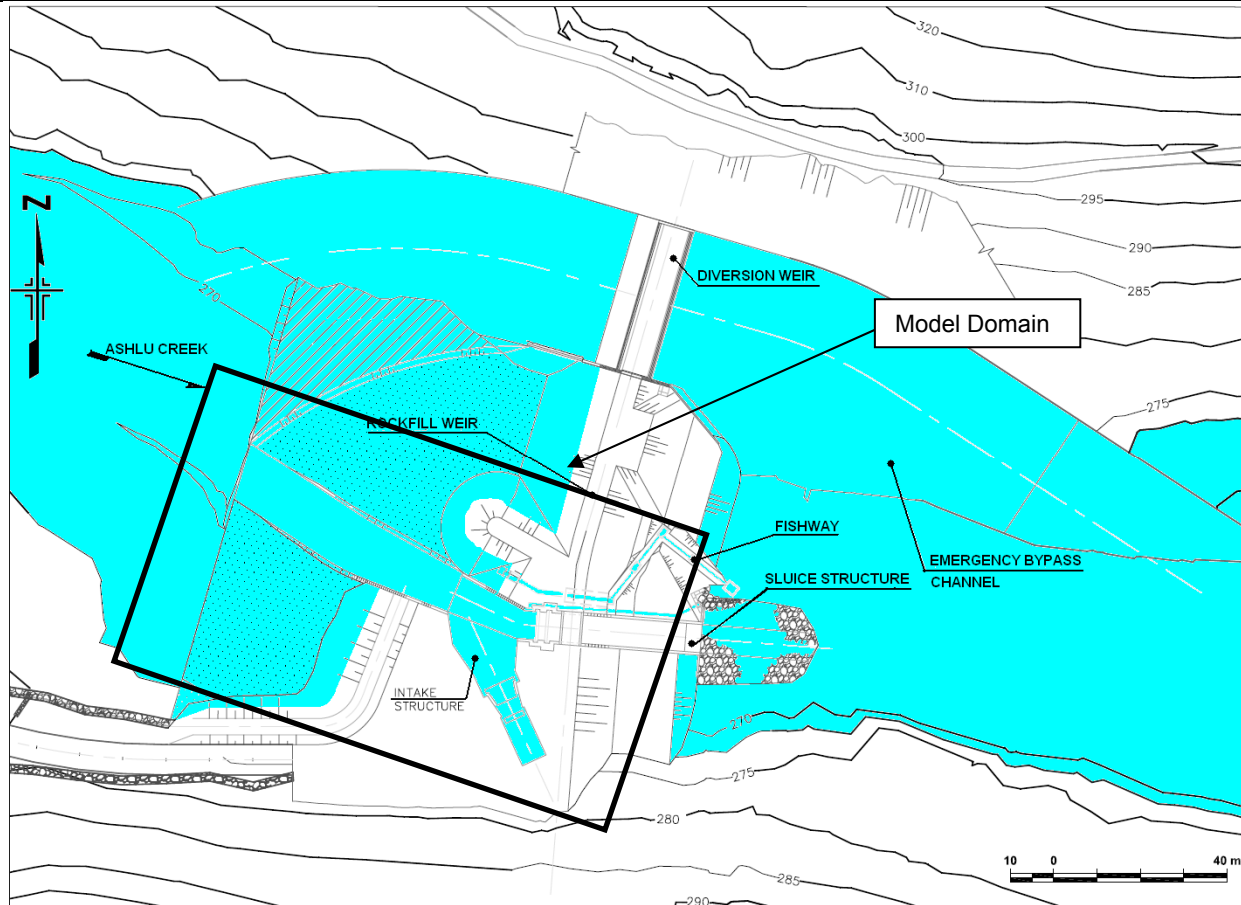 320
310
300
295
290
285
N
DIVERSION WEIR
Model Domain
270
ASHLU CREEK
275
ROCKFILL WEIR
FISHWAY
EMERGENCY BYPASS
CHANNEL
SLUICE STRUCTURE
INTAKE
STRUCTURE
270
275
280
10 0 40 m
285
290